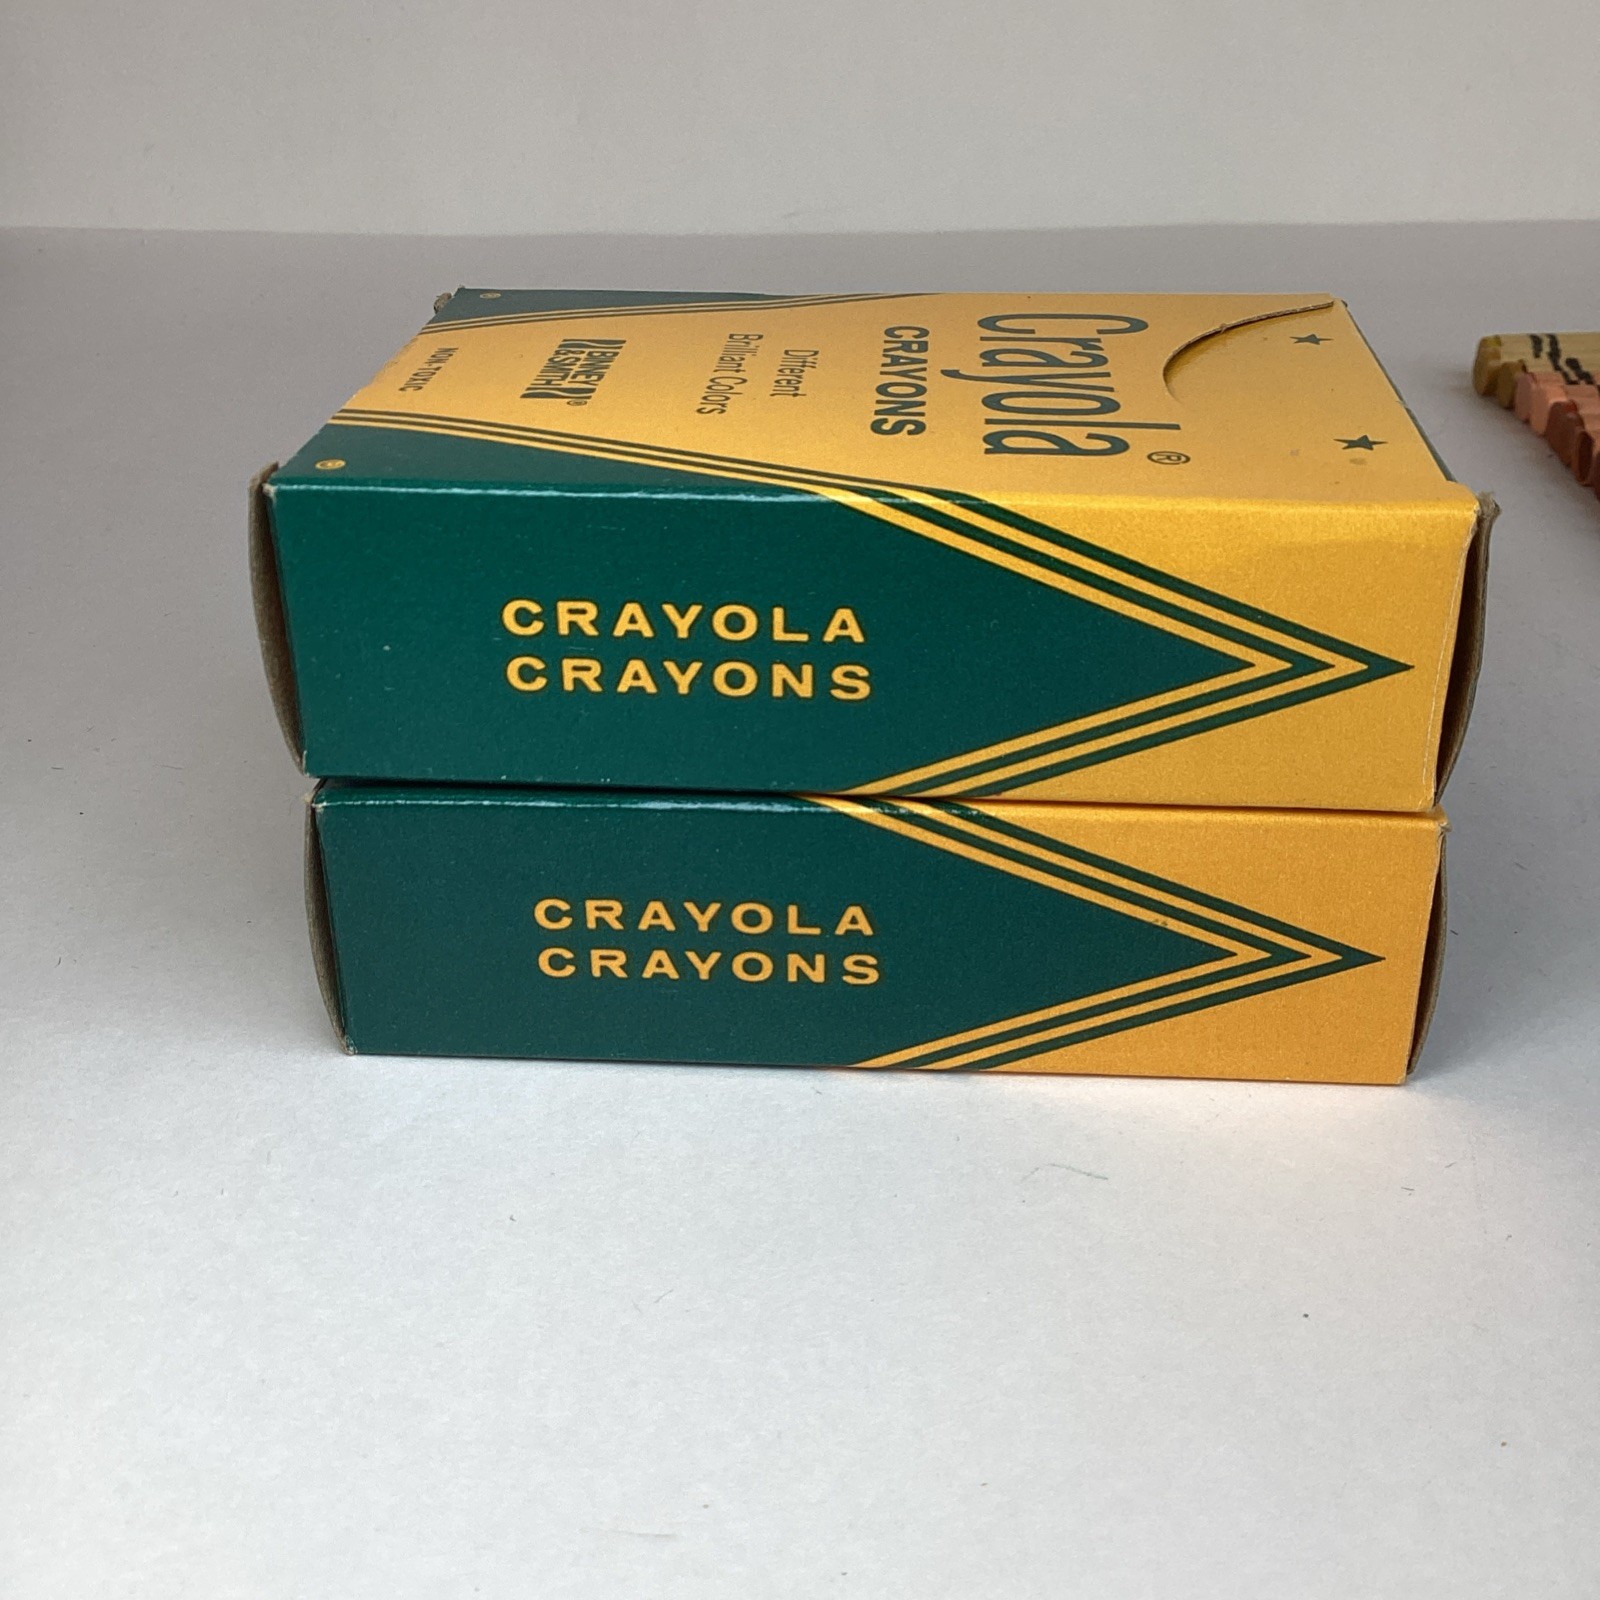 Crayola®
CRAYONS
Different
Brilliant Colors
BINNEY
& SMITH®
NON-TOXIC
CRAYOLA
CRAYONS
CRAYOLA
CRAYONS